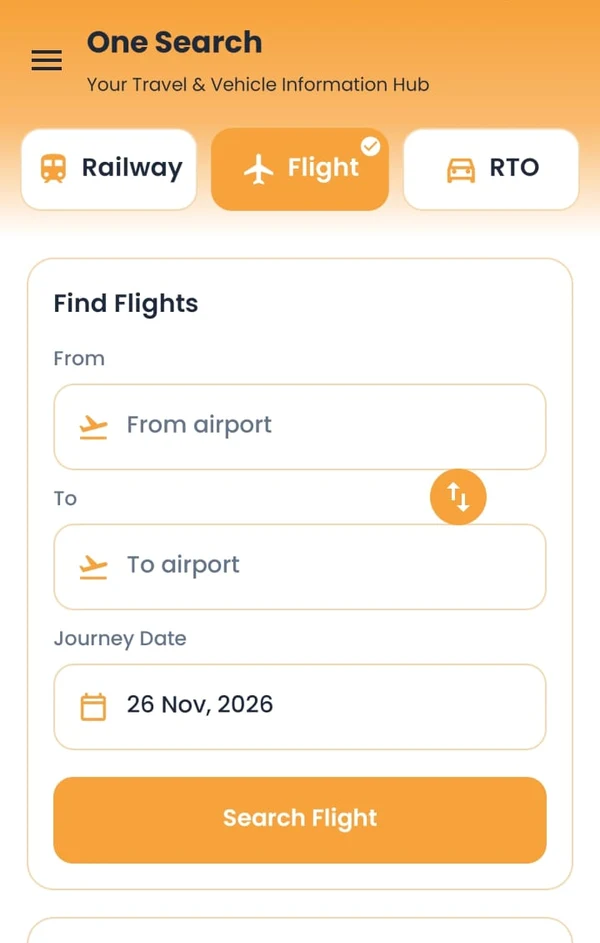 One Search
Your Travel & Vehicle Information Hub
Railway
Flight
RTO
Find Flights
From
From airport
To
To airport
Journey Date
26 Nov, 2026
Search Flight